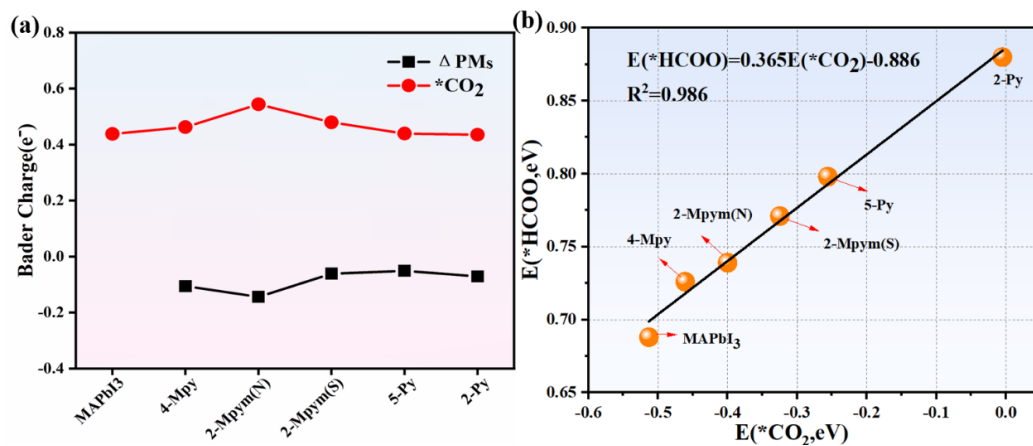 (a)
0.8
0.6
0.4
0.2
0.0
-0.2
-0.4
Bader Charge(e⁻)
Δ PMs
*CO₂
MAPbI3
4-Mpy
2-Mpym(N)
2-Mpym(S)
5-Py
2-Py
(b)
0.90
0.85
0.80
0.75
0.70
0.65
E(*HCOO,eV)
E(*HCOO)=0.365E(*CO₂)-0.886
R²=0.986
2-Py
5-Py
2-Mpym(S)
2-Mpym(N)
4-Mpy
MAPbI₃
-0.6
-0.5
-0.4
-0.3
-0.2
-0.1
0.0
E(*CO₂,eV)